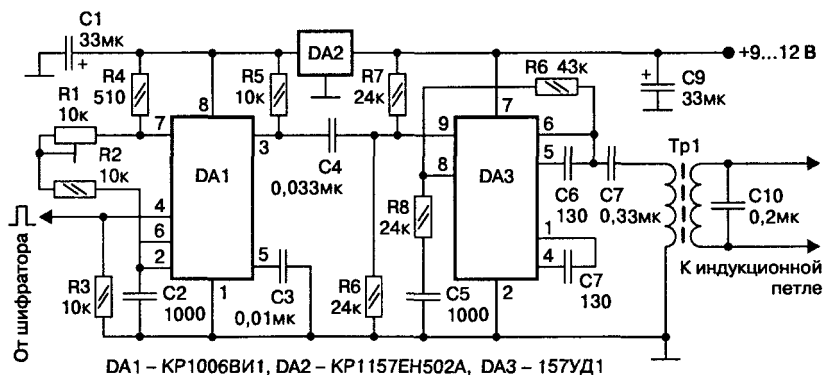 C1
33мк
+
R4
510
R1
10к
R2
10к
8
7
DA1
4
6
2
3
5
1
R5
10к
DA2
R7
24к
C4
0,033мк
R3
10к
C2
1000
C3
0,01мк
R6
24к
R6 43к
9
8
R8
24к
C5
1000
DA3
7
6
5
1
4
2
C6
130
C7
0,33мк
C7
130
+9...12 В
+
C9
33мк
Тр1
C10
0,2мк
К индукционной
петле
От шифратора
DA1 – КР1006ВИ1, DA2 – КР1157ЕН502А, DA3 – 157УД1